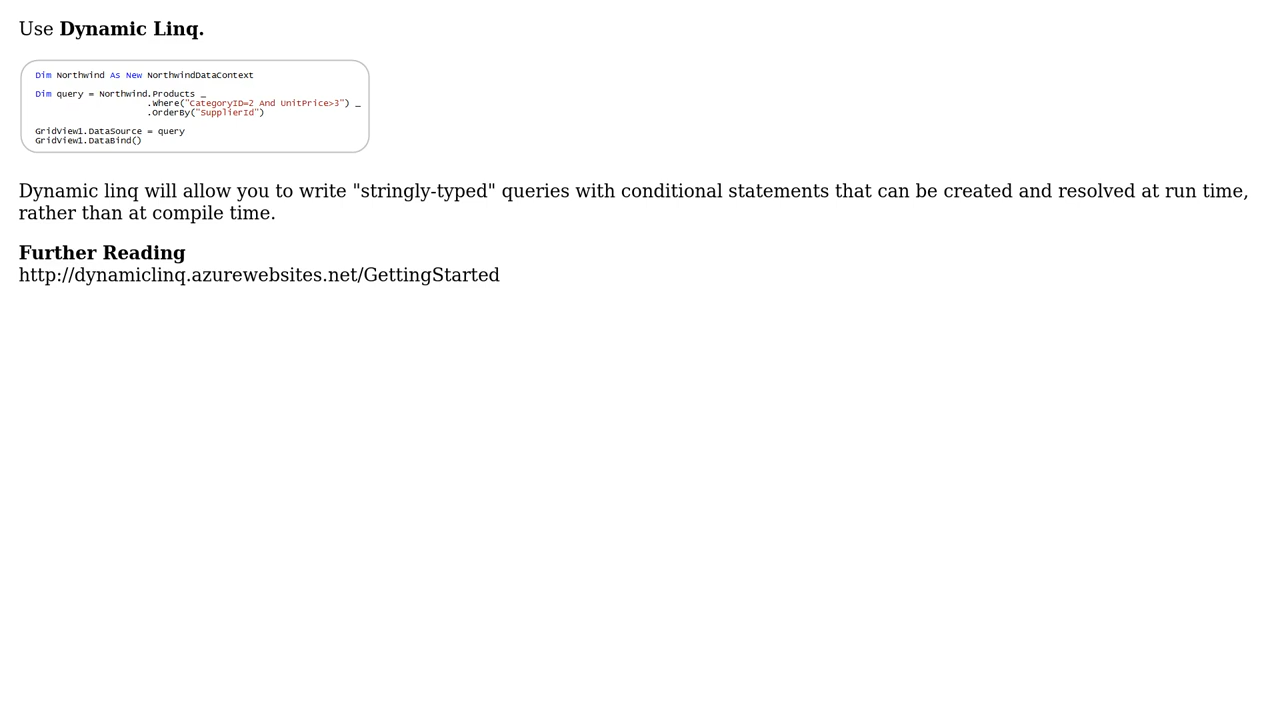 Use Dynamic Linq.
Dim Northwind As New NorthwindDataContext
Dim query = Northwind.Products _
.Where("CategoryID=2 And UnitPrice>3") _
.OrderBy("SupplierId")
GridView1.DataSource = query
GridView1.DataBind()
Dynamic linq will allow you to write "stringly-typed" queries with conditional statements that can be created and resolved at run time,
rather than at compile time.
Further Reading
http://dynamiclinq.azurewebsites.net/GettingStarted